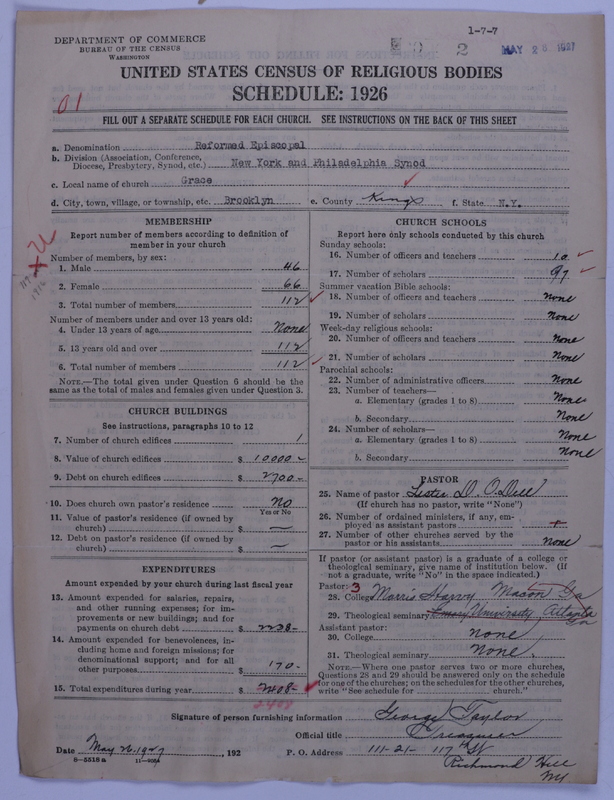 1-7-7
DEPARTMENT OF COMMERCE
BUREAU OF THE CENSUS
WASHINGTON
2 MAY 26 1927
UNITED STATES CENSUS OF RELIGIOUS BODIES
SCHEDULE: 1926
01
FILL OUT A SEPARATE SCHEDULE FOR EACH CHURCH. SEE INSTRUCTIONS ON THE BACK OF THIS SHEET
a. Denomination Reformed Episcopal
b. Division (Association, Conference, Diocese, Presbytery, Synod, etc.) New York and Philadelphia Synod
c. Local name of church Grace
d. City, town, village, or township, etc. Brooklyn e. County Kings f. State N.Y.
MEMBERSHIP
Report number of members according to definition of
member in your church
Number of members, by sex:
1. Male 46
2. Female 66
3. Total number of members 112
Number of members under and over 13 years old:
4. Under 13 years of age None
5. 13 years old and over 112
6. Total number of members 112
NOTE.—The total given under Question 6 should be
same as the total of males and females given under Question 3.
CHURCH BUILDINGS
See instructions, paragraphs 10 to 12
7. Number of church edifices 1
8. Value of church edifices $ 10000-
9. Debt on church edifices $ 2700-
10. Does church own pastor's residence No
Yes or No
11. Value of pastor's residence (if owned by
church) $ —
12. Debt on pastor's residence (if owned by
church) $ —
EXPENDITURES
Amount expended by your church during last fiscal year
13. Amount expended for salaries, repairs,
and other running expenses; for im-
provements or new buildings; and for
payments on church debt $ 2238-
14. Amount expended for benevolences, in-
cluding home and foreign missions; for
denominational support; and for all
other purposes $ 170-
15. Total expenditures during year $ 2408-
2408
CHURCH SCHOOLS
Report here only schools conducted by this church
Sunday schools:
16. Number of officers and teachers 10
17. Number of scholars 97
Summer vacation Bible schools:
18. Number of officers and teachers None
19. Number of scholars None
Week-day religious schools:
20. Number of officers and teachers None
21. Number of scholars None
Parochial schools:
22. Number of administrative officers None
23. Number of teachers—
a. Elementary (grades 1 to 8) None
b. Secondary None
24. Number of scholars—
a. Elementary (grades 1 to 8) None
b. Secondary None
PASTOR
25. Name of pastor Lester D. O.Dell
(If church has no pastor, write "None")
26. Number of ordained ministers, if any, em-
ployed as assistant pastors
27. Number of other churches served by the
pastor or his assistants None
If pastor (or assistant pastor) is a graduate of a college or
theological seminary, give name of institution below. (If
not a graduate, write "No" in the space indicated.)
Pastor: 3
28. College Morris Harvy Macon Ga
29. Theological seminary Emory University Atlanta Ga
Assistant pastor:
30. College none
31. Theological seminary None.
NOTE.—Where one pastor serves two or more churches,
Questions 28 and 29 should be answered only on the schedule
for one of the churches; on the schedules for the other churches,
write "See schedule for church."
Signature of person furnishing information George Taylor
Official title Treasurer
Date May 26. 1927, 192 P. O. Address 111-21- 117th St
8-5518 a Richmond Hill
NY